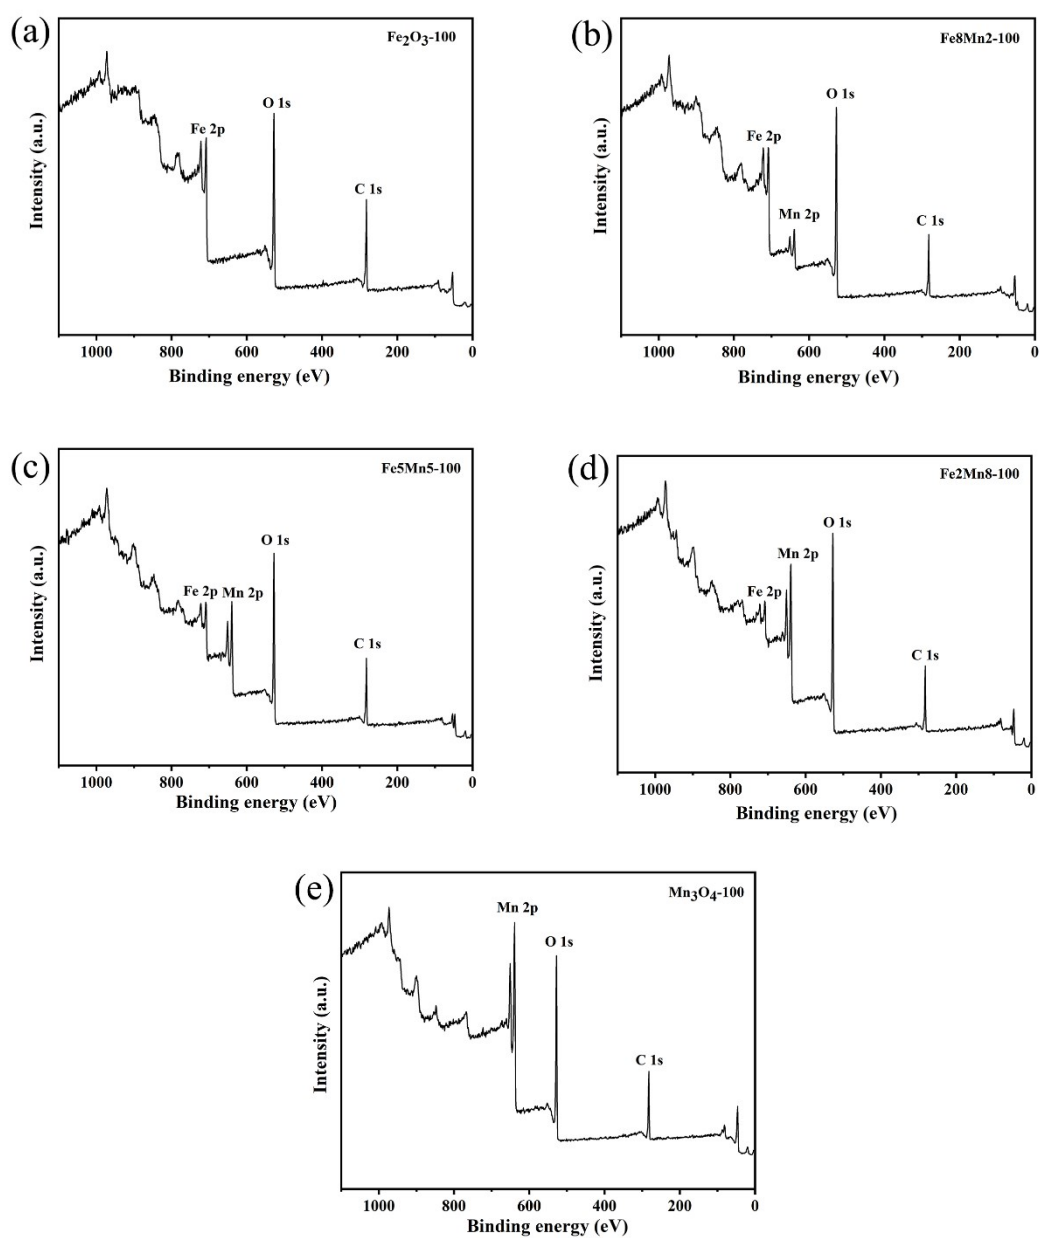 (a)
Fe2O3-100
O 1s
Fe 2p
C 1s
Intensity (a.u.)
1000 800 600 400 200 0
Binding energy (eV)
(b)
Fe8Mn2-100
O 1s
Fe 2p
Mn 2p
C 1s
Intensity (a.u.)
1000 800 600 400 200 0
Binding energy (eV)
(c)
Fe5Mn5-100
O 1s
Fe 2p Mn 2p
C 1s
Intensity (a.u.)
1000 800 600 400 200 0
Binding energy (eV)
(d)
Fe2Mn8-100
O 1s
Mn 2p
Fe 2p
C 1s
Intensity (a.u.)
1000 800 600 400 200 0
Binding energy (eV)
(e)
Mn3O4-100
Mn 2p
O 1s
C 1s
Intensity (a.u.)
1000 800 600 400 200 0
Binding energy (eV)